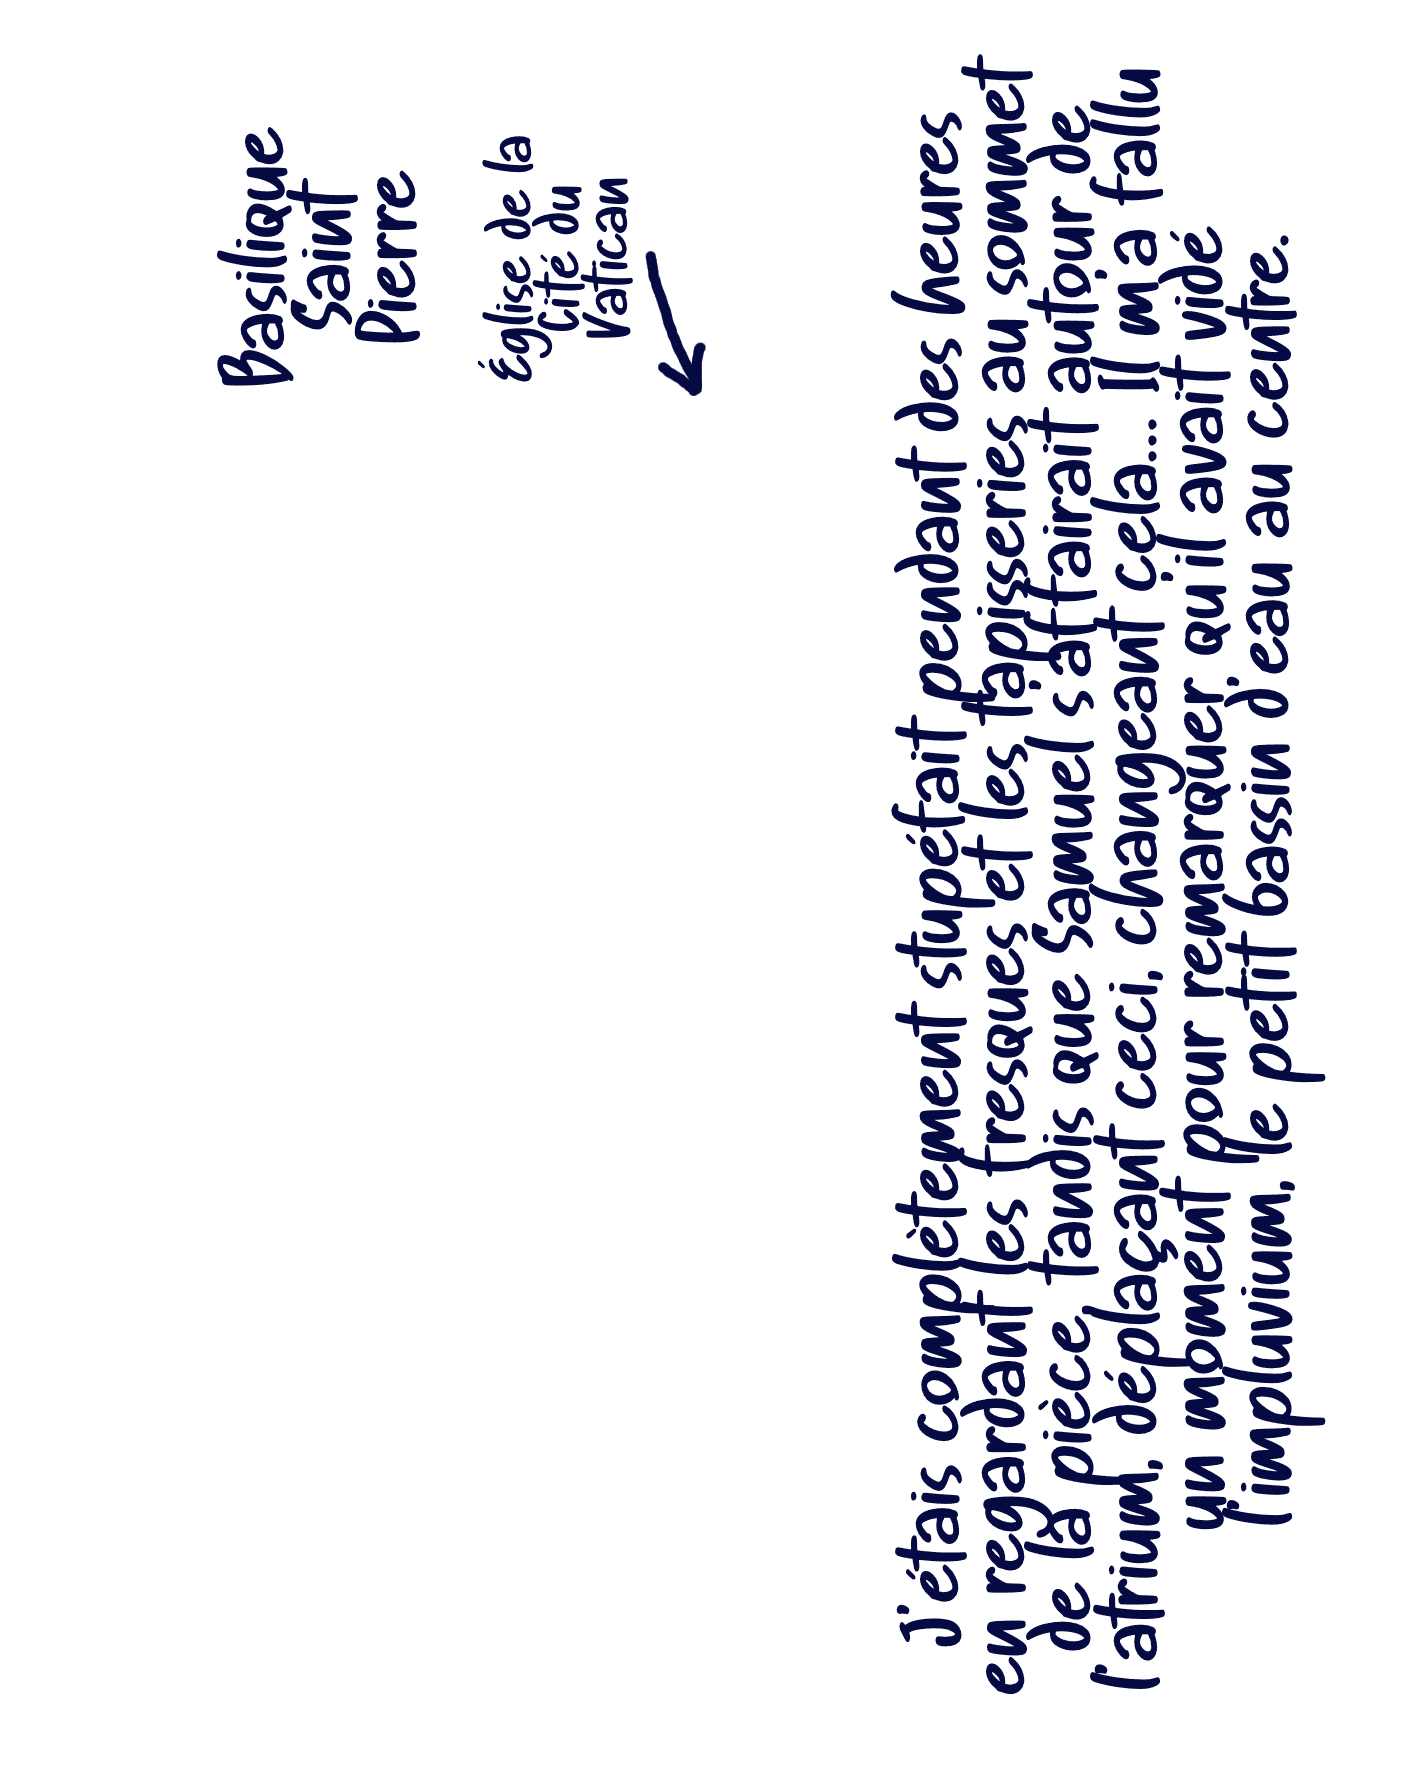 Basilique
Saint
Pierre
Église de la
Cité du
Vatican
J'étais complètement stupéfait pendant des heures
en regardant les fresques et les tapisseries au sommet
de la pièce, tandis que Samuel s'affairait autour de
l'atrium, déplaçant ceci, changeant cela... Il m'a fallu
un moment pour remarquer qu'il avait vidé
l'impluvium, le petit bassin d'eau au centre.